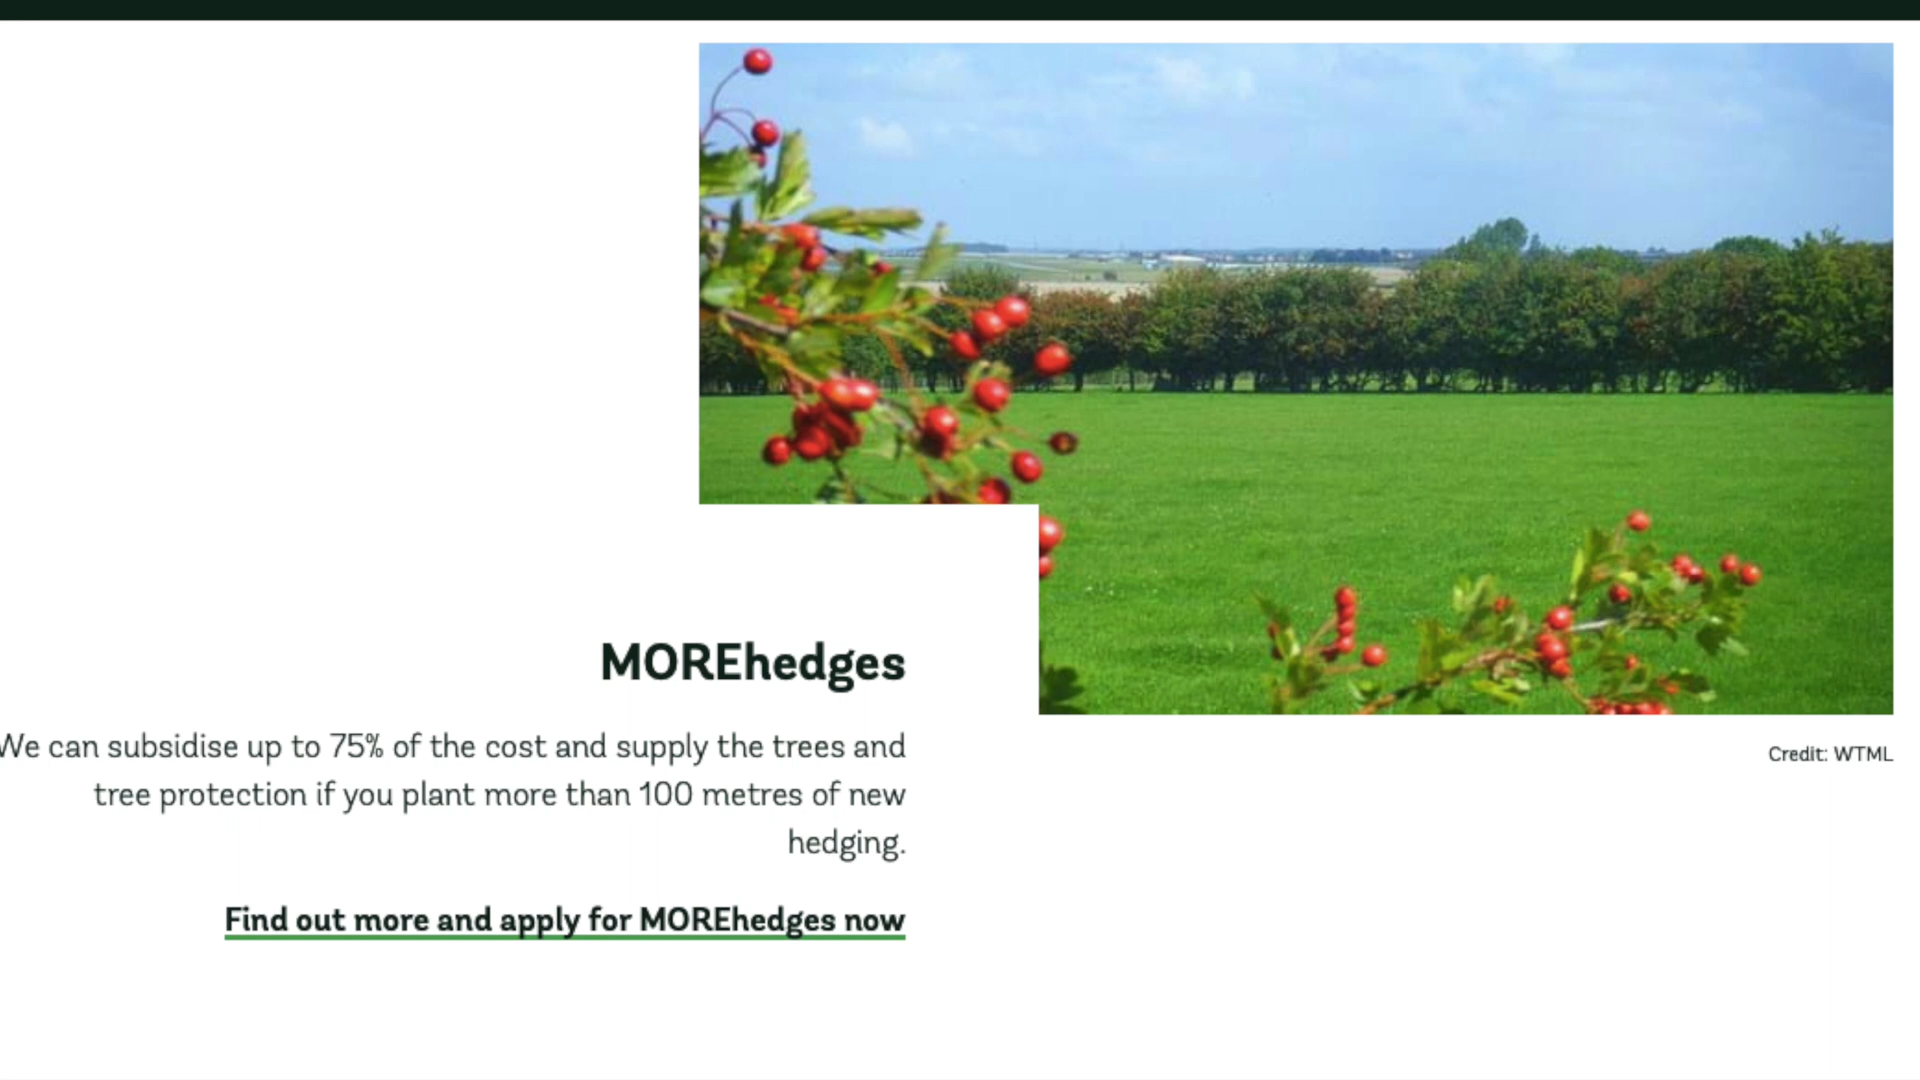 MOREhedges
We can subsidise up to 75% of the cost and supply the trees and
tree protection if you plant more than 100 metres of new
hedging.
Find out more and apply for MOREhedges now
Credit: WTML